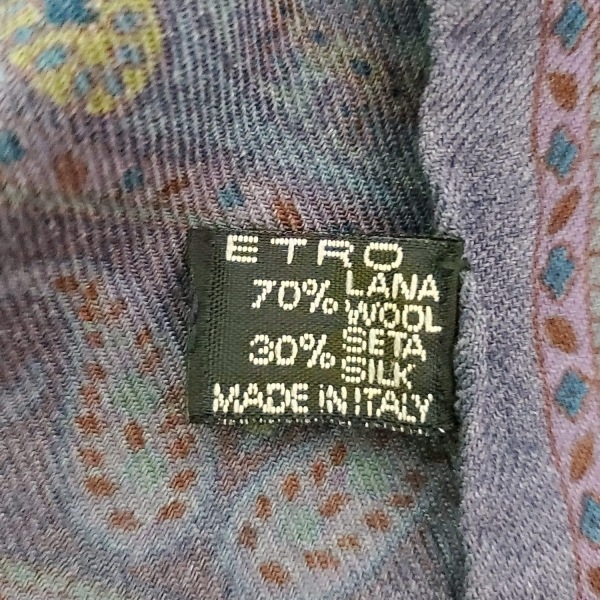 ETRO
70% LANA
WOOL
30% SETA
SILK
MADE IN ITALY